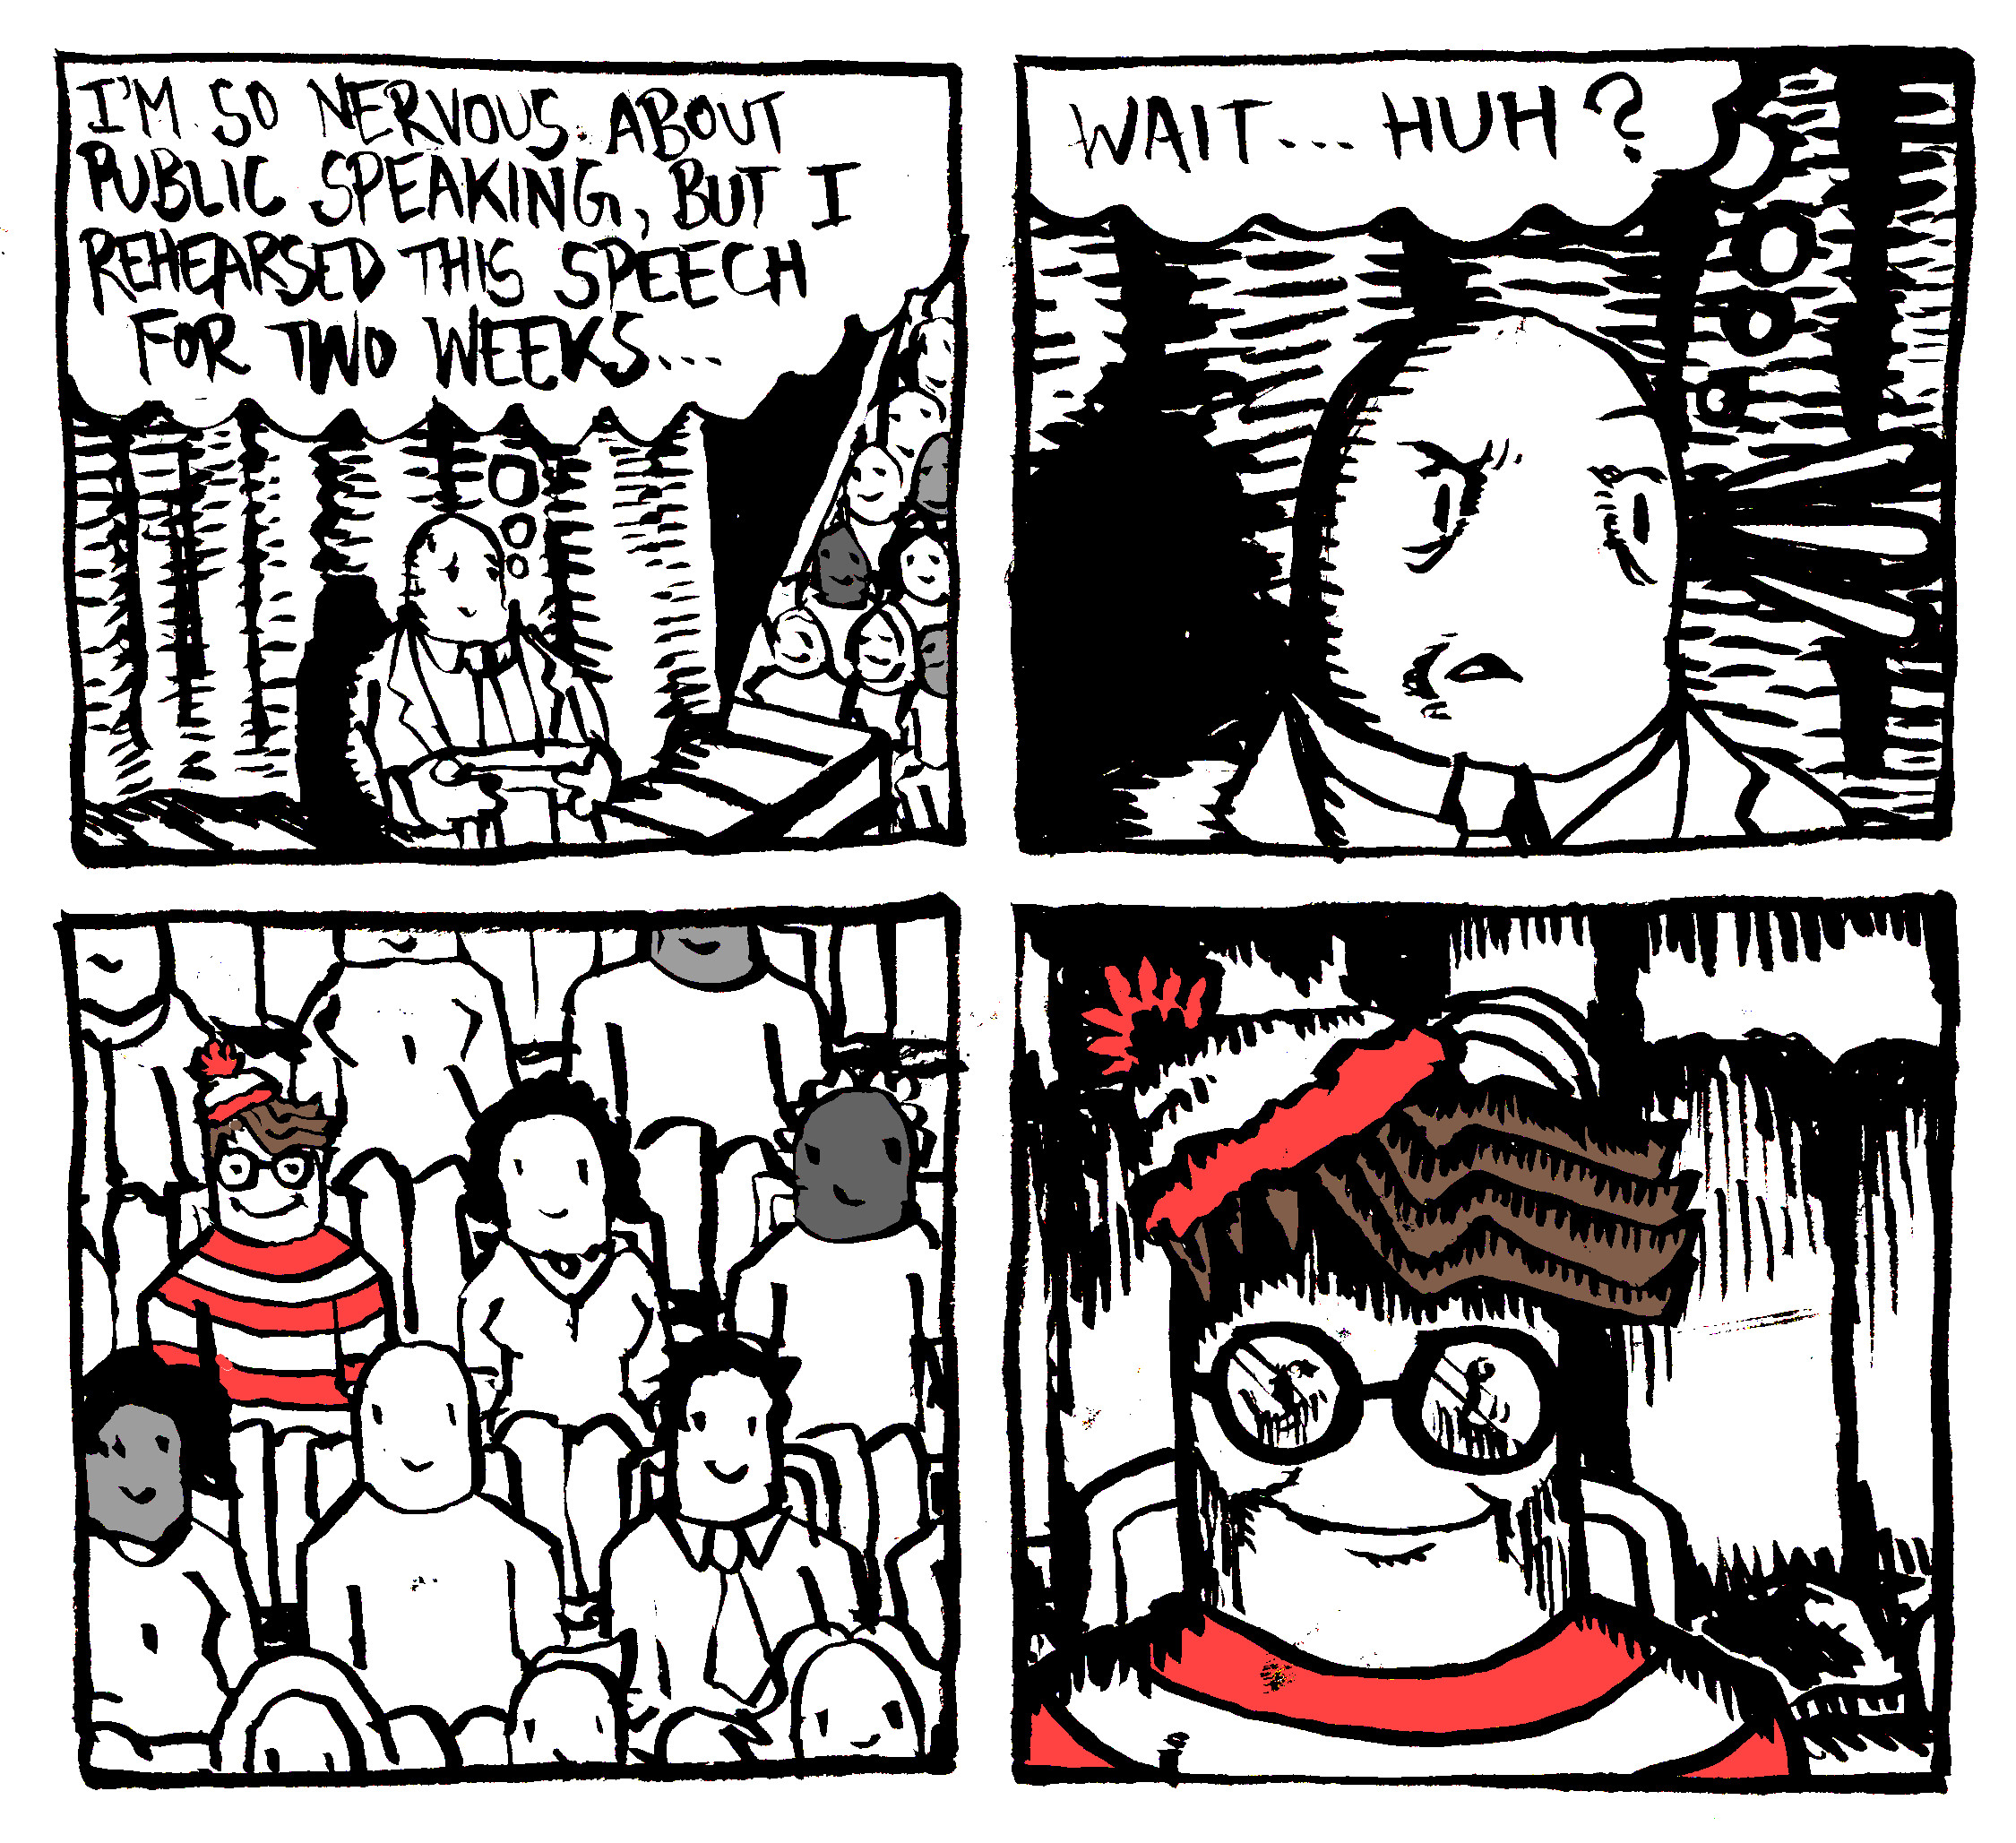 I'M SO NERVOUS ABOUT
PUBLIC SPEAKING, BUT I
REHEARSED THIS SPEECH
FOR TWO WEEKS...
WAIT... HUH?